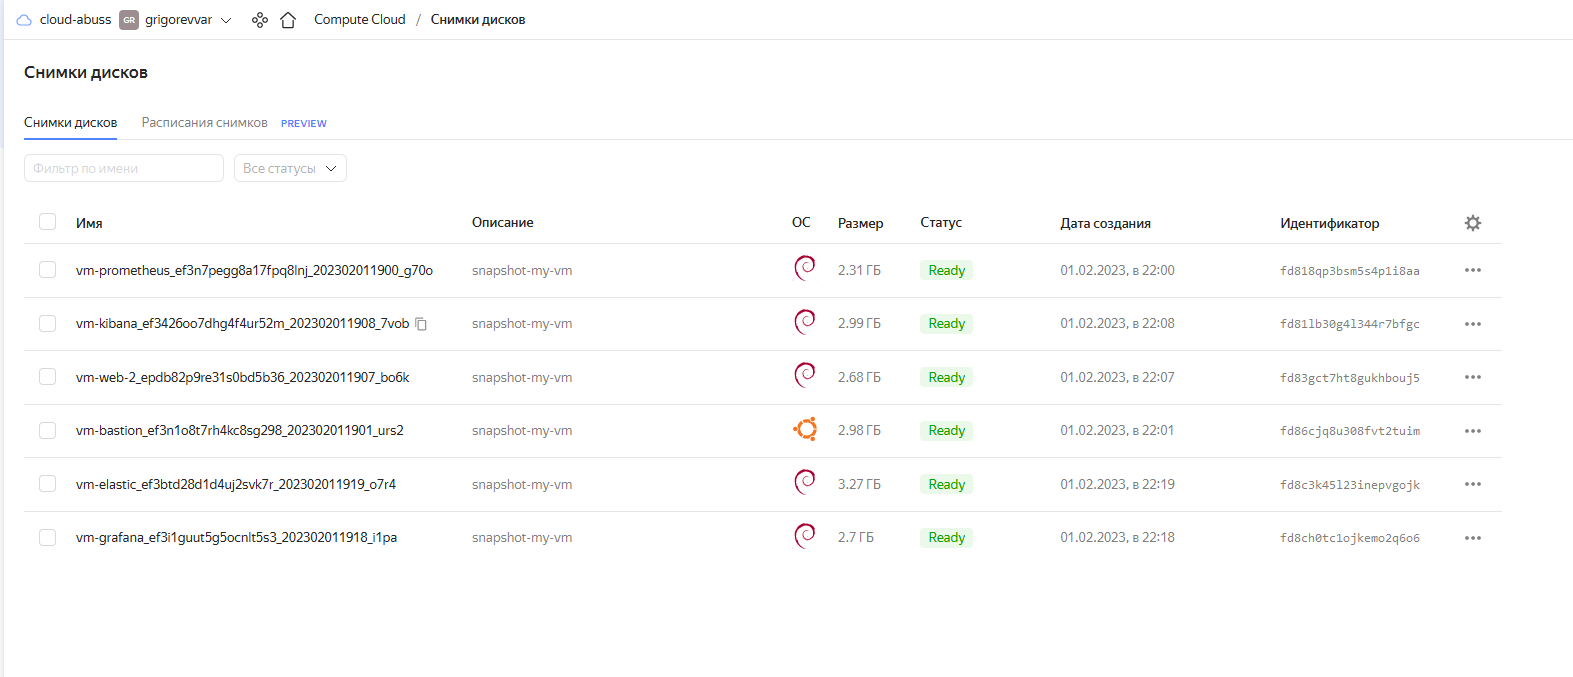 cloud-abuss GR grigorevvar Compute Cloud / Снимки дисков
Снимки дисков
Снимки дисков Расписания снимков PREVIEW
Фильтр по имени Все статусы
Имя Описание ОС Размер Статус Дата создания Идентификатор
vm-prometheus_ef3n7pegg8a17fpq8lnj_202302011900_g70o snapshot-my-vm 2.31 ГБ Ready 01.02.2023, в 22:00 fd818qp3bsm5s4p1i8aa
vm-kibana_ef3426oo7dhg4f4ur52m_202302011908_7vob snapshot-my-vm 2.99 ГБ Ready 01.02.2023, в 22:08 fd81lb30g4l344r7bfgc
vm-web-2_epdb82p9re31s0bd5b36_202302011907_bo6k snapshot-my-vm 2.68 ГБ Ready 01.02.2023, в 22:07 fd83gct7ht8gukhbouj5
vm-bastion_ef3n1o8t7rh4kc8sg298_202302011901_urs2 snapshot-my-vm 2.98 ГБ Ready 01.02.2023, в 22:01 fd86cjq8u308fvt2tuim
vm-elastic_ef3btd28d1d4uj2svk7r_202302011919_o7r4 snapshot-my-vm 3.27 ГБ Ready 01.02.2023, в 22:19 fd8c3k45l23inepvgojk
vm-grafana_ef3i1guut5g5ocnlt5s3_202302011918_i1pa snapshot-my-vm 2.7 ГБ Ready 01.02.2023, в 22:18 fd8ch0tc1ojkemo2q6o6